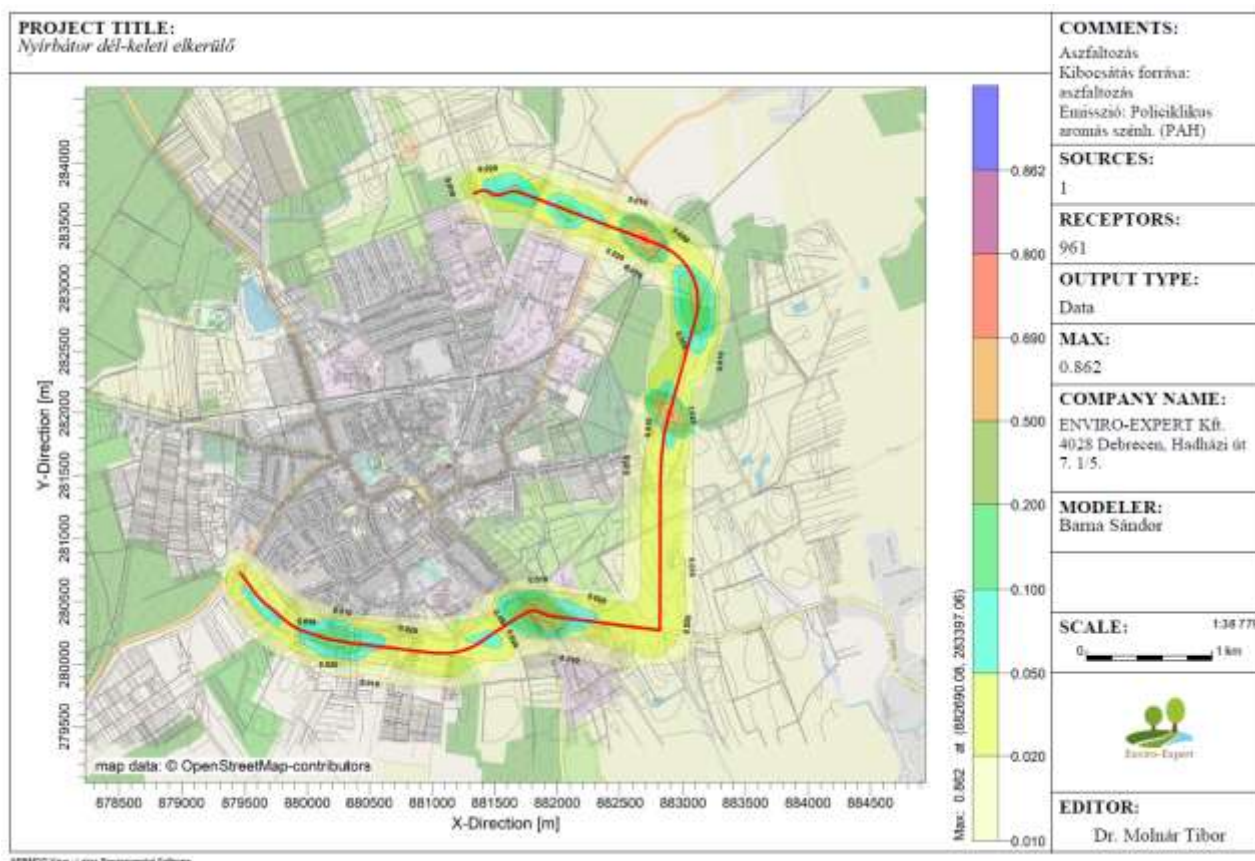 PROJECT TITLE:
Nyírbátor dél-keleti elkerülő
COMMENTS:
Aszfaltozás
Kibocsátás forrása:
aszfaltozás
Emisszió: Policiklikus
aromás szénh. (PAH)
SOURCES:
1
RECEPTORS:
961
OUTPUT TYPE:
Data
MAX:
0.862
COMPANY NAME:
ENVIRO-EXPERT Kft.
4028 Debrecen, Hadházi út
7. 1/5.
MODELER:
Barna Sándor
SCALE:
0
1 km
Enviro-Expert
EDITOR:
Dr. Molnár Tibor
Y-Direction [m]
284000
283500
283000
282500
282000
281500
281000
280500
280000
279500
map data: © OpenStreetMap-contributors
878500 879000 879500 880000 880500 881000 881500 882000 882500 883000 883500 884000 884500
X-Direction [m]
0.862
0.800
0.690
0.500
0.200
0.100
0.050
0.020
0.010
Max: 0.862 at (882690.08, 283397.06)